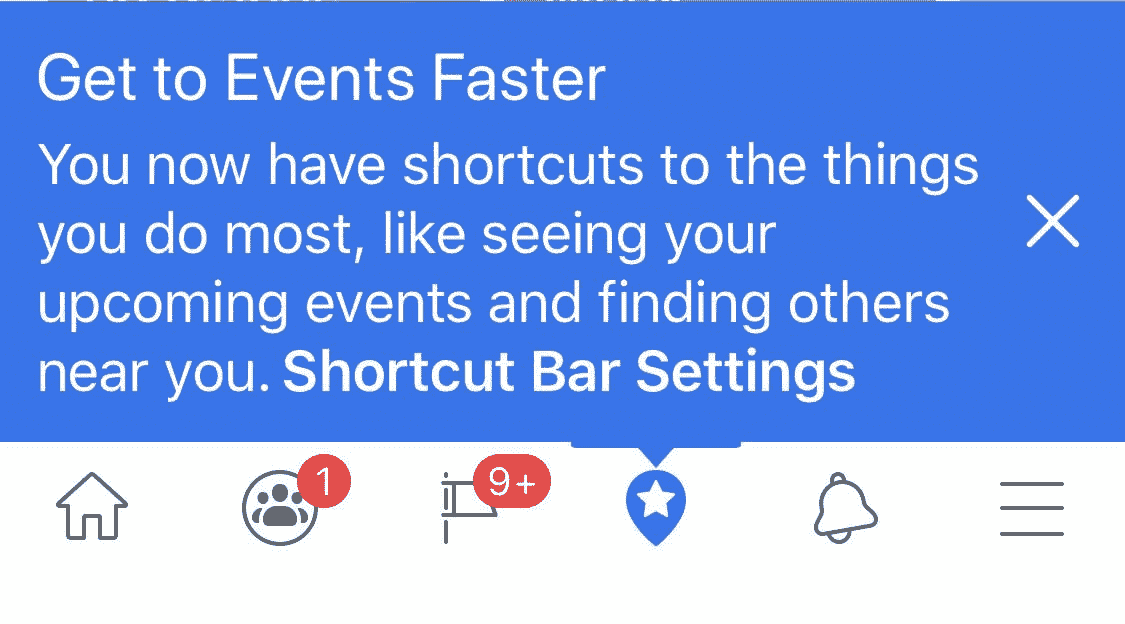 Get to Events Faster
You now have shortcuts to the things
you do most, like seeing your
upcoming events and finding others
near you. Shortcut Bar Settings
1
9+